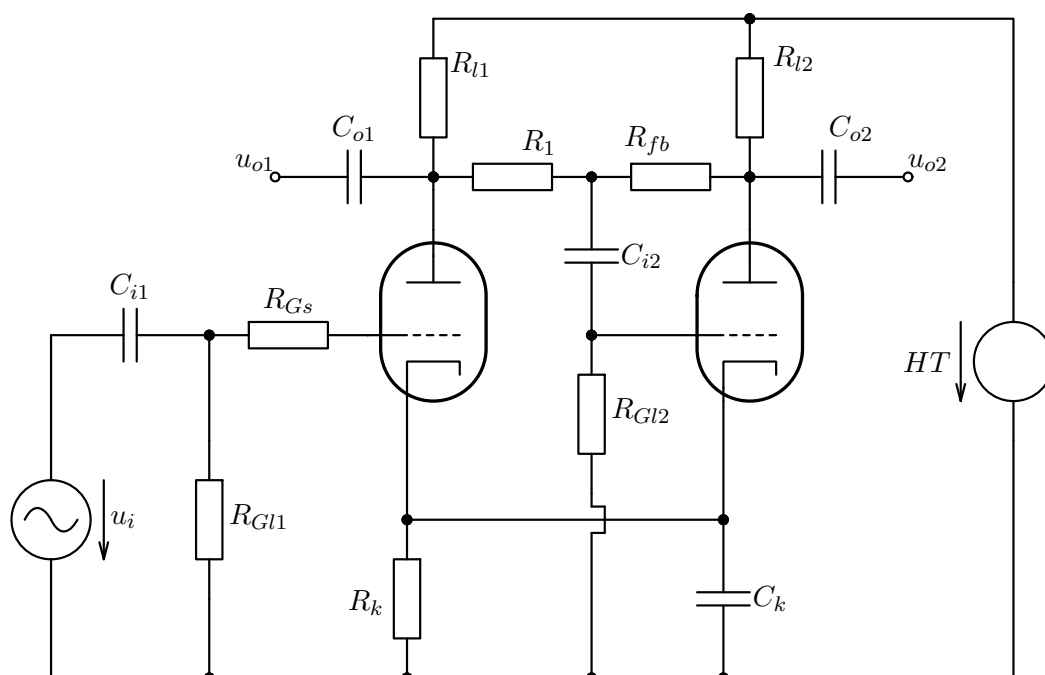 R_{l1}
R_{l2}
C_{o1}
R_1
R_{fb}
C_{o2}
u_{o1}
u_{o2}
C_{i2}
C_{i1}
R_{Gs}
HT
R_{Gl2}
u_i
R_{Gl1}
R_k
C_k